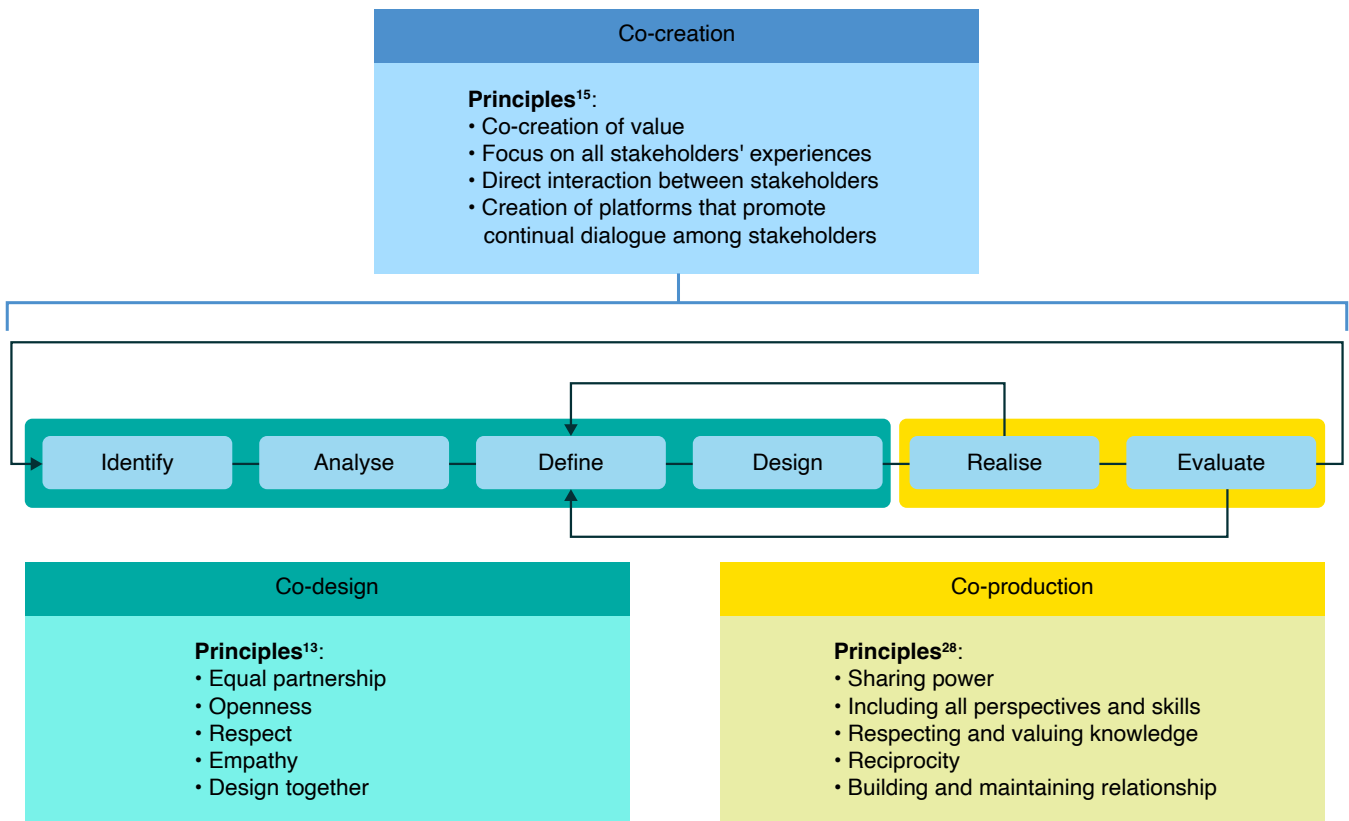 Co-creation
Principles¹⁵:
• Co-creation of value
• Focus on all stakeholders' experiences
• Direct interaction between stakeholders
• Creation of platforms that promote
continual dialogue among stakeholders
Identify
Analyse
Define
Design
Realise
Evaluate
Co-design
Principles¹³:
• Equal partnership
• Openness
• Respect
• Empathy
• Design together
Co-production
Principles²⁸:
• Sharing power
• Including all perspectives and skills
• Respecting and valuing knowledge
• Reciprocity
• Building and maintaining relationship